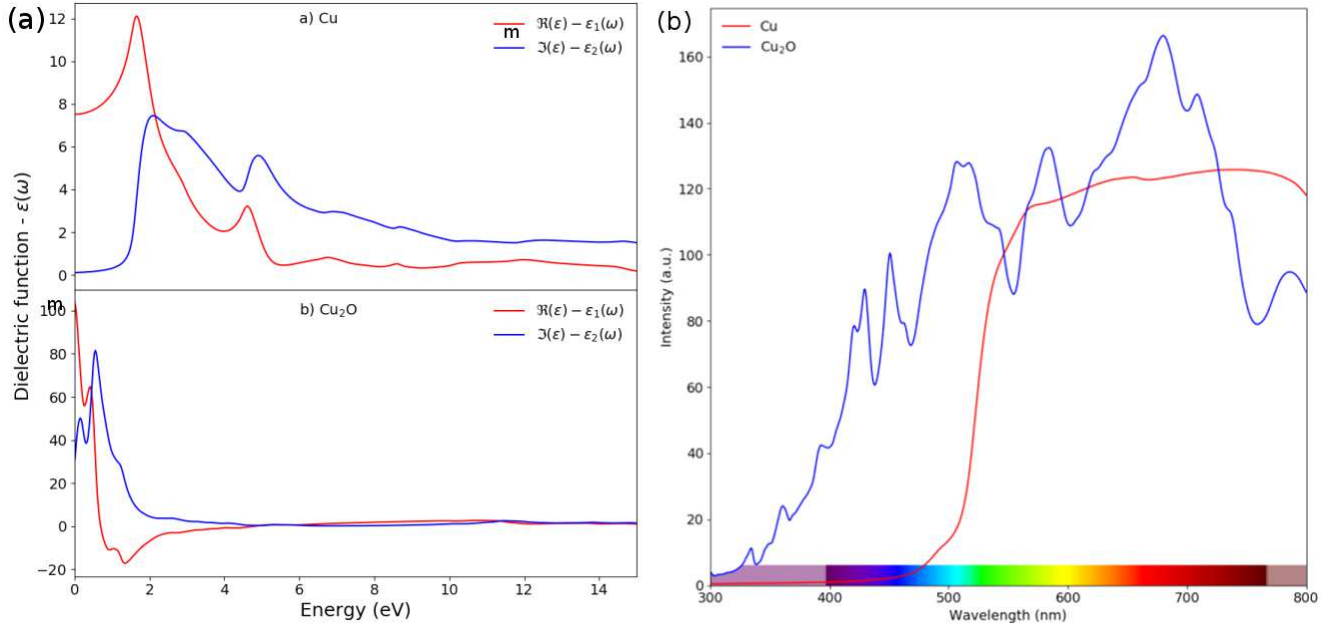 (a)
a) Cu
ℜ(ε) − ε₁(ω)
m
ℑ(ε) − ε₂(ω)
12
10
8
6
4
2
0
Dielectric function - ε(ω)
m
b) Cu₂O
ℜ(ε) − ε₁(ω)
ℑ(ε) − ε₂(ω)
100
80
60
40
20
0
−20
0 2 4 6 8 10 12 14
Energy (eV)
(b)
Cu
Cu₂O
160
140
120
100
80
60
40
20
0
Intensity (a.u.)
300 400 500 600 700 800
Wavelength (nm)